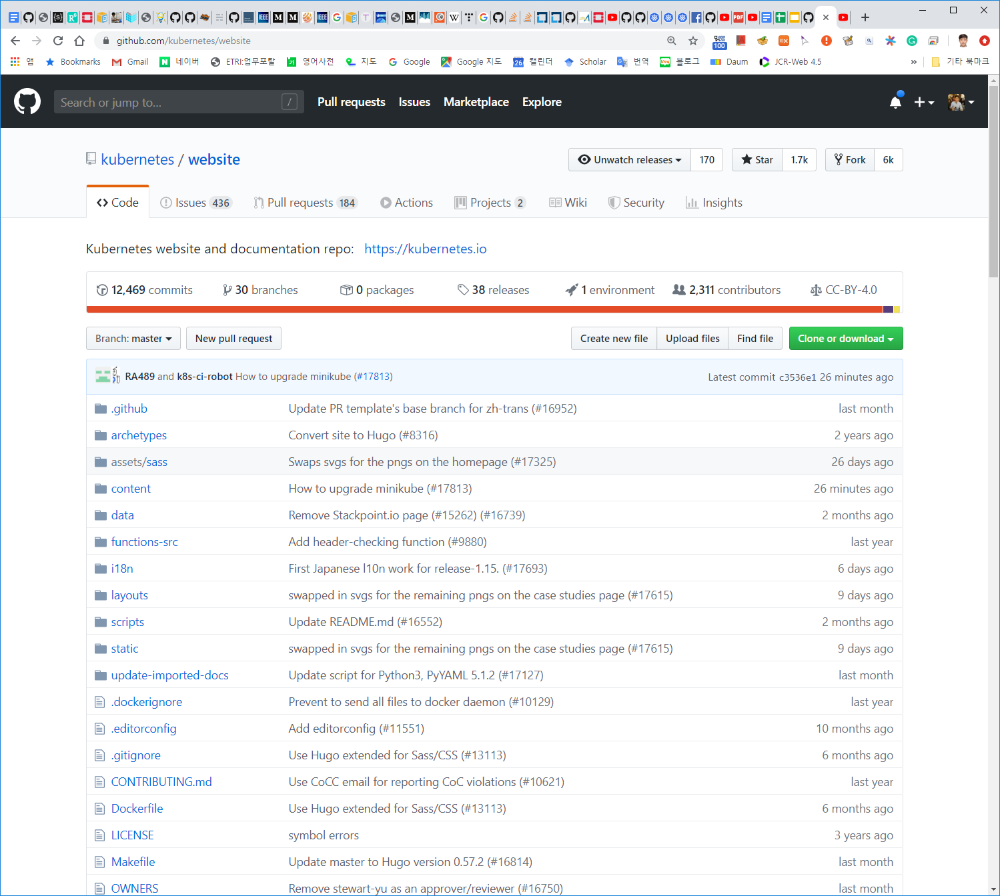 github.com/kubernetes/website
100
앱 Bookmarks Gmail 네이버 ETRI:업무포탈 영어사전 지도 Google Google 지도 26 캘린더 Scholar 번역 블로그 Daum JCR-Web 4.5 » 기타 북마크
Search or jump to... / Pull requests Issues Marketplace Explore
kubernetes / website Unwatch releases 170 Star 1.7k Fork 6k
Code Issues 436 Pull requests 184 Actions Projects 2 Wiki Security Insights
Kubernetes website and documentation repo: https://kubernetes.io
12,469 commits 30 branches 0 packages 38 releases 1 environment 2,311 contributors CC-BY-4.0
Branch: master New pull request Create new file Upload files Find file Clone or download
RA489 and k8s-ci-robot How to upgrade minikube (#17813) Latest commit c3536e1 26 minutes ago
.github Update PR template's base branch for zh-trans (#16952) last month
archetypes Convert site to Hugo (#8316) 2 years ago
assets/sass Swaps svgs for the pngs on the homepage (#17325) 26 days ago
content How to upgrade minikube (#17813) 26 minutes ago
data Remove Stackpoint.io page (#15262) (#16739) 2 months ago
functions-src Add header-checking function (#9880) last year
i18n First Japanese l10n work for release-1.15. (#17693) 6 days ago
layouts swapped in svgs for the remaining pngs on the case studies page (#17615) 9 days ago
scripts Update README.md (#16552) 2 months ago
static swapped in svgs for the remaining pngs on the case studies page (#17615) 9 days ago
update-imported-docs Update script for Python3, PyYAML 5.1.2 (#17127) last month
.dockerignore Prevent to send all files to docker daemon (#10129) last year
.editorconfig Add editorconfig (#11551) 10 months ago
.gitignore Use Hugo extended for Sass/CSS (#13113) 6 months ago
CONTRIBUTING.md Use CoCC email for reporting CoC violations (#10621) last year
Dockerfile Use Hugo extended for Sass/CSS (#13113) 6 months ago
LICENSE symbol errors 3 years ago
Makefile Update master to Hugo version 0.57.2 (#16814) last month
OWNERS Remove stewart-yu as an approver/reviewer (#16750) last month